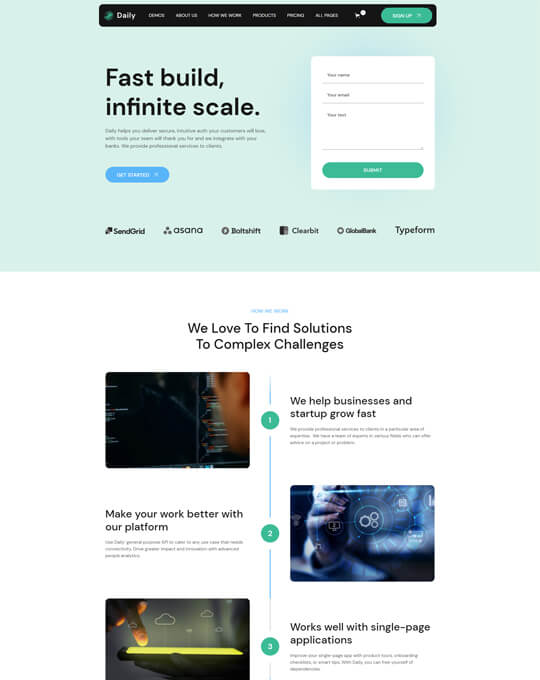 Daily DEMOS ABOUT US HOW WE WORK PRODUCTS PRICING ALL PAGES SIGN UP
Fast build,
infinite scale.
Daily helps you deliver secure, intuitive auth your customers will love,
with tools your team will thank you for and we integrate with your
banks. We provide professional services to clients.
GET STARTED
Your name
Your email
Your text
SUBMIT
SendGrid asana Boltshift Clearbit GlobalBank Typeform
HOW WE WORK
We Love To Find Solutions
To Complex Challenges
1
We help businesses and
startup grow fast
We provide professional services to clients in a particular area of
expertise. We have a team of experts in various fields who can offer
advice on a project or problem.
Make your work better with
our platform
Use Daily general purpose API to cater to any use case that needs
connectivity. Drive greater impact and innovation with advanced
people analytics.
2
3
Works well with single-page
applications
Improve your single-page app with product tours, onboarding
checklists, or smart tips. With Daily, you can free yourself of
dependencies.